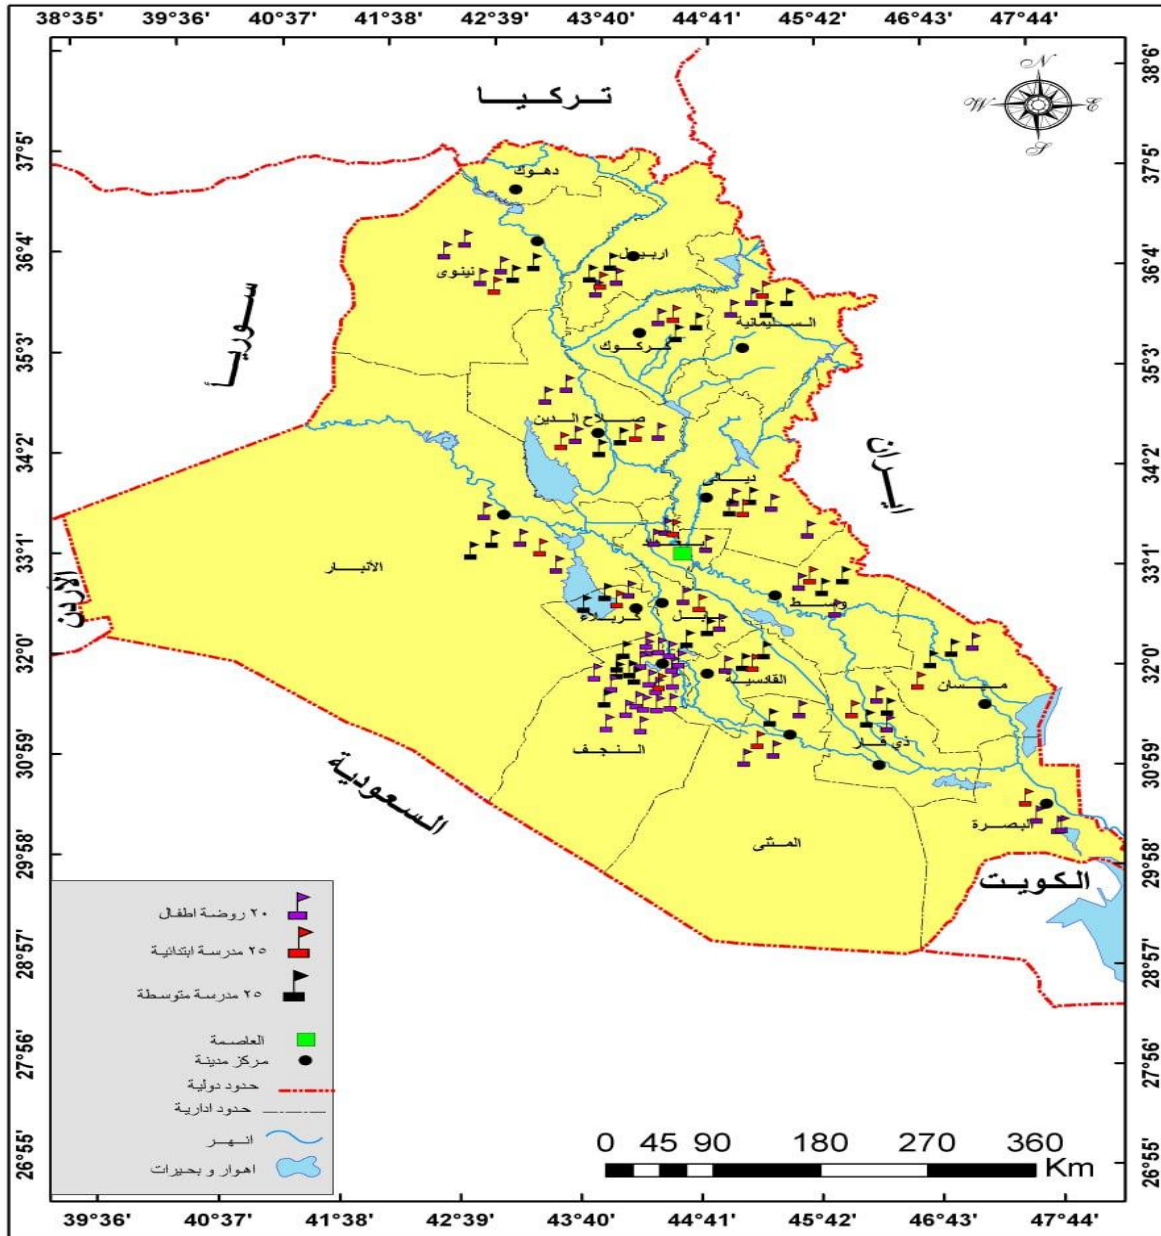 38°35' 39°36' 40°37' 41°38' 42°39' 43°40' 44°41' 45°42' 46°43' 47°44'
38°6'
37°5' 37°5'
36°4' 36°4'
35°3' 35°3'
34°2' 34°2'
33°1' 33°1'
32°0' 32°0'
30°59' 30°59'
29°58' 29°58'
28°57' 28°57'
27°56' 27°56'
26°55' 26°55'
N
W E
S
تركيا
سوريا
ايران
الأردن
السعودية
الكويت
دهوك
اربيل
نينوى
السليمانية
كركوك
صلاح الدين
ديالى
الأنبار
واسط
بابل
كربلاء
القادسية
ميسان
النجف
ذي قار
البصرة
المثنى
٢٠ روضة اطفال
٢٥ مدرسة ابتدائية
٢٥ مدرسة متوسطة
العاصمة
مركز مدينة
حدود دولية
حدود ادارية
انهر
اهوار و بحيرات
0 45 90 180 270 360
Km
39°36' 40°37' 41°38' 42°39' 43°40' 44°41' 45°42' 46°43' 47°44'